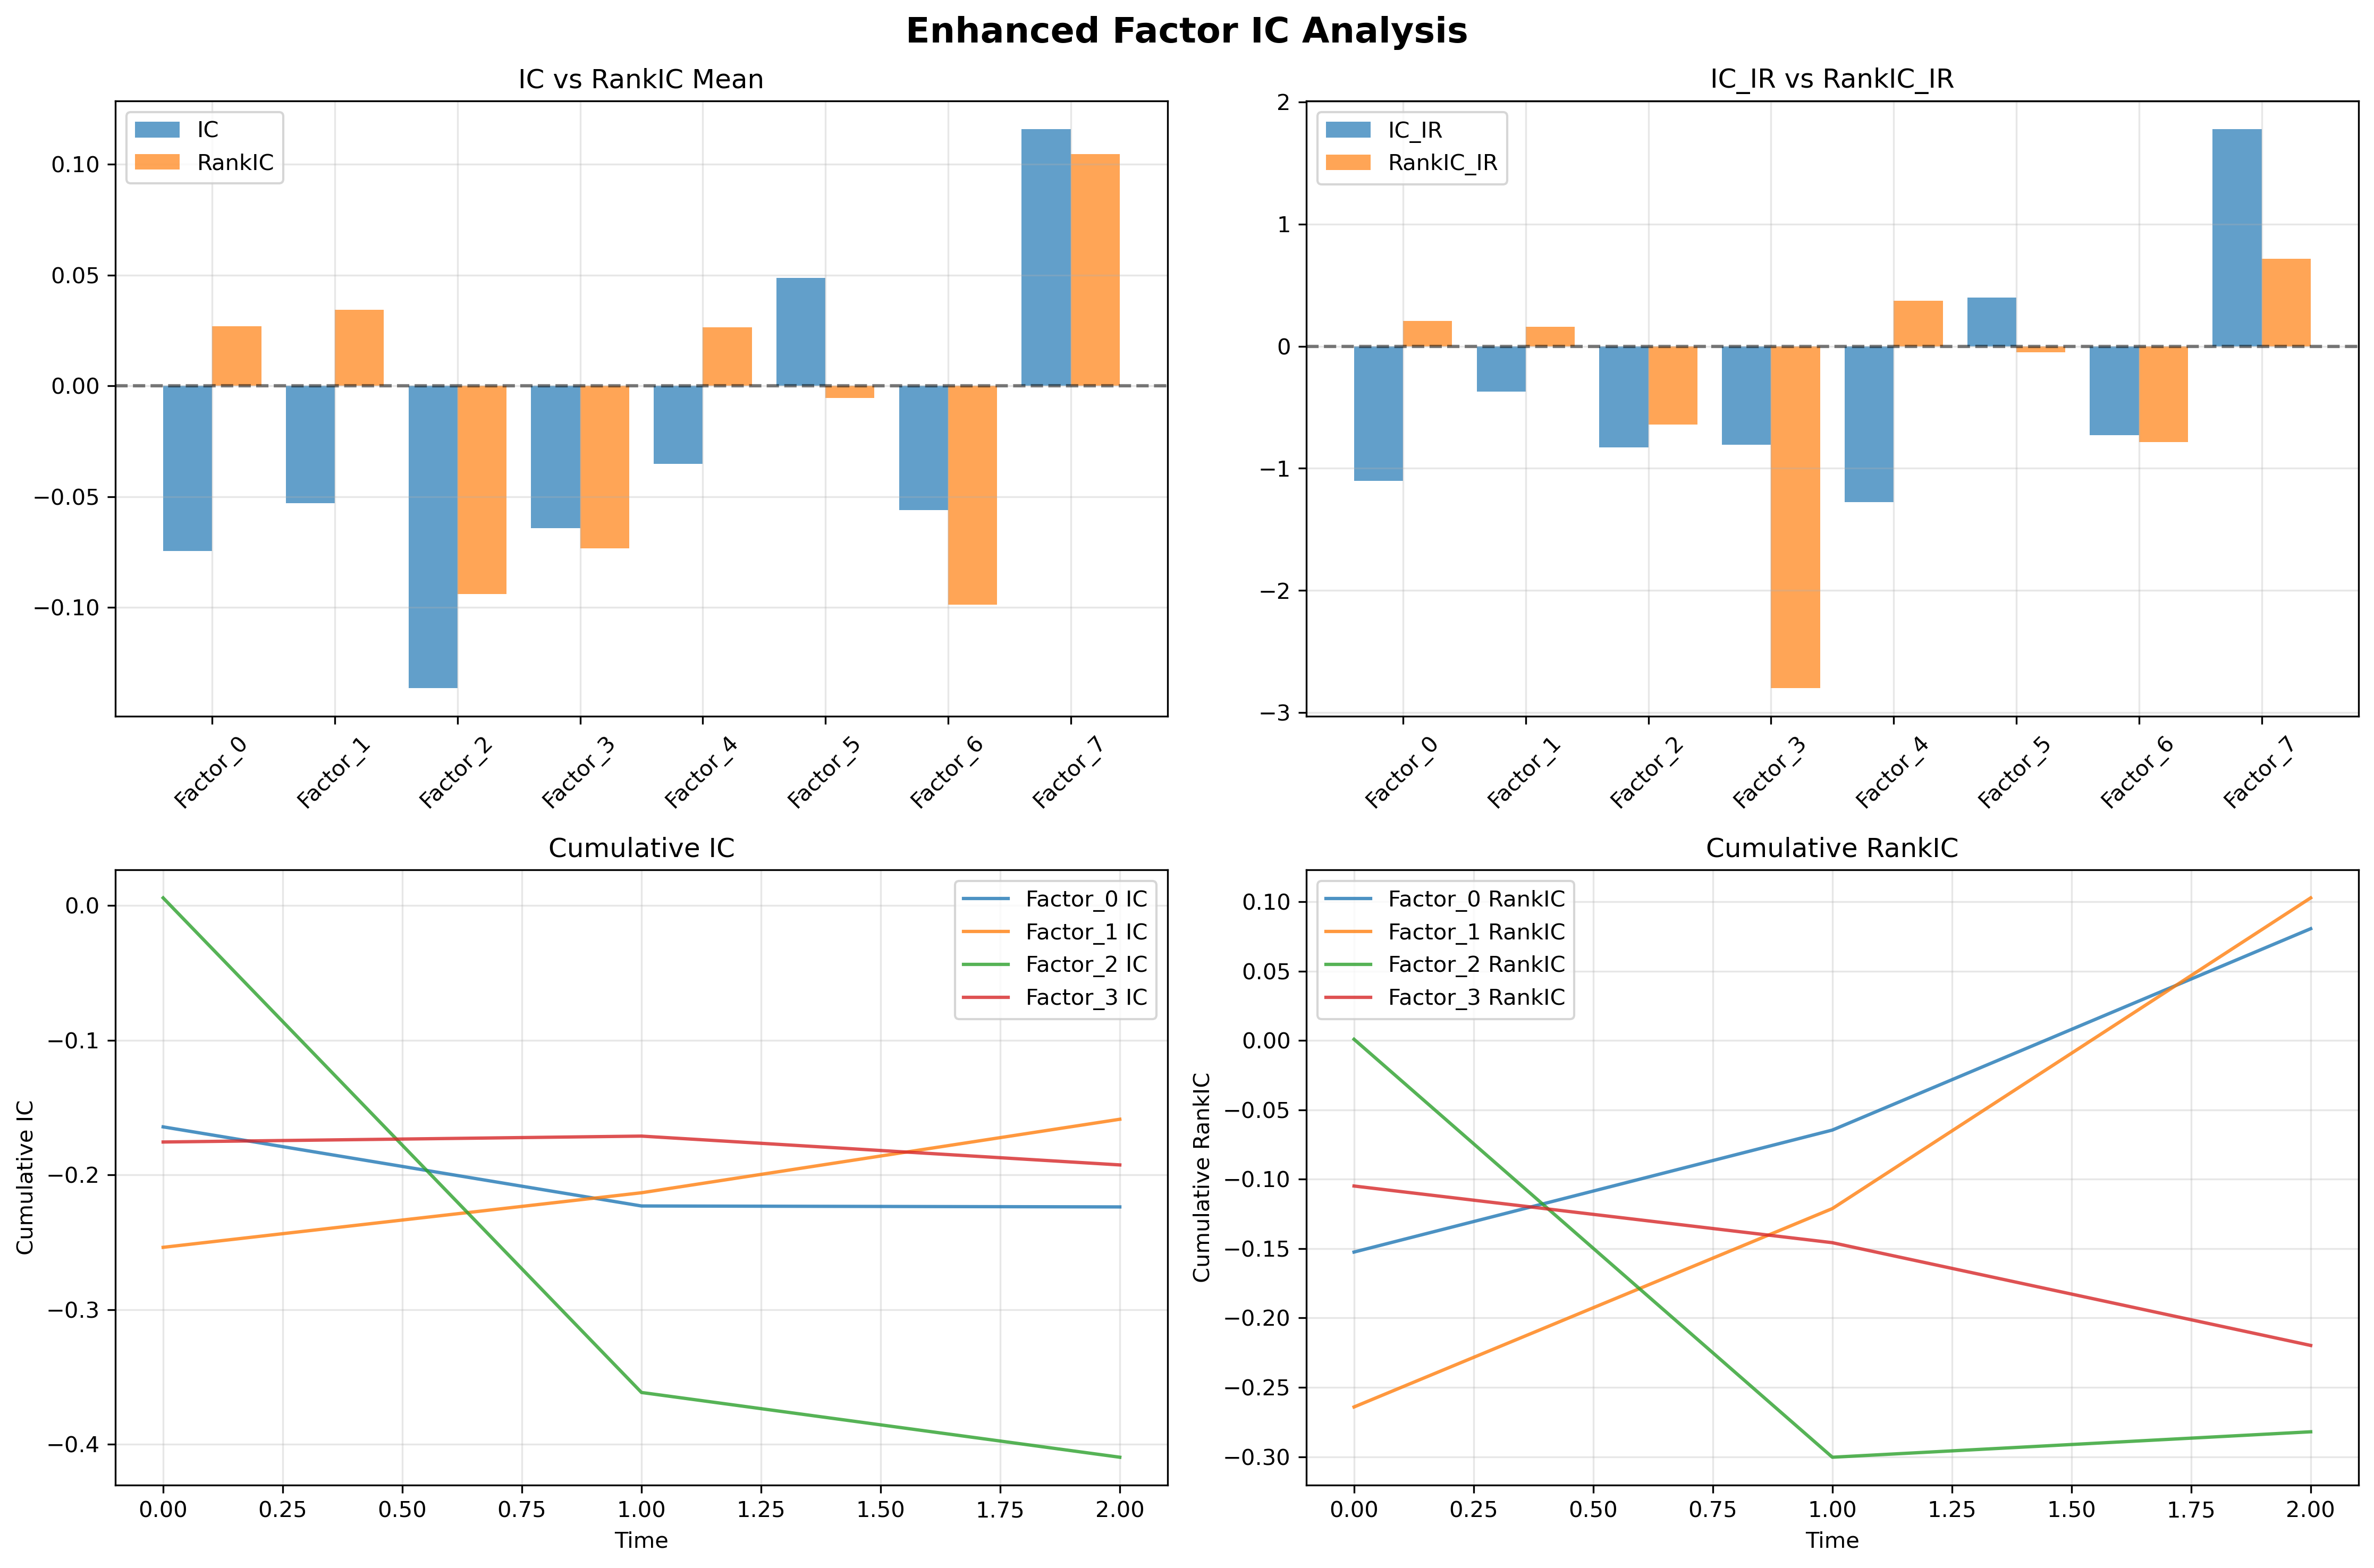 Enhanced Factor IC Analysis
IC vs RankIC Mean
IC
RankIC
0.10
0.05
0.00
−0.05
−0.10
Factor_0
Factor_1
Factor_2
Factor_3
Factor_4
Factor_5
Factor_6
Factor_7
IC_IR vs RankIC_IR
IC_IR
RankIC_IR
2
1
0
−1
−2
−3
Factor_0
Factor_1
Factor_2
Factor_3
Factor_4
Factor_5
Factor_6
Factor_7
Cumulative IC
Factor_0 IC
Factor_1 IC
Factor_2 IC
Factor_3 IC
Cumulative IC
0.0
−0.1
−0.2
−0.3
−0.4
0.00 0.25 0.50 0.75 1.00 1.25 1.50 1.75 2.00
Time
Cumulative RankIC
Factor_0 RankIC
Factor_1 RankIC
Factor_2 RankIC
Factor_3 RankIC
Cumulative RankIC
0.10
0.05
0.00
−0.05
−0.10
−0.15
−0.20
−0.25
−0.30
0.00 0.25 0.50 0.75 1.00 1.25 1.50 1.75 2.00
Time